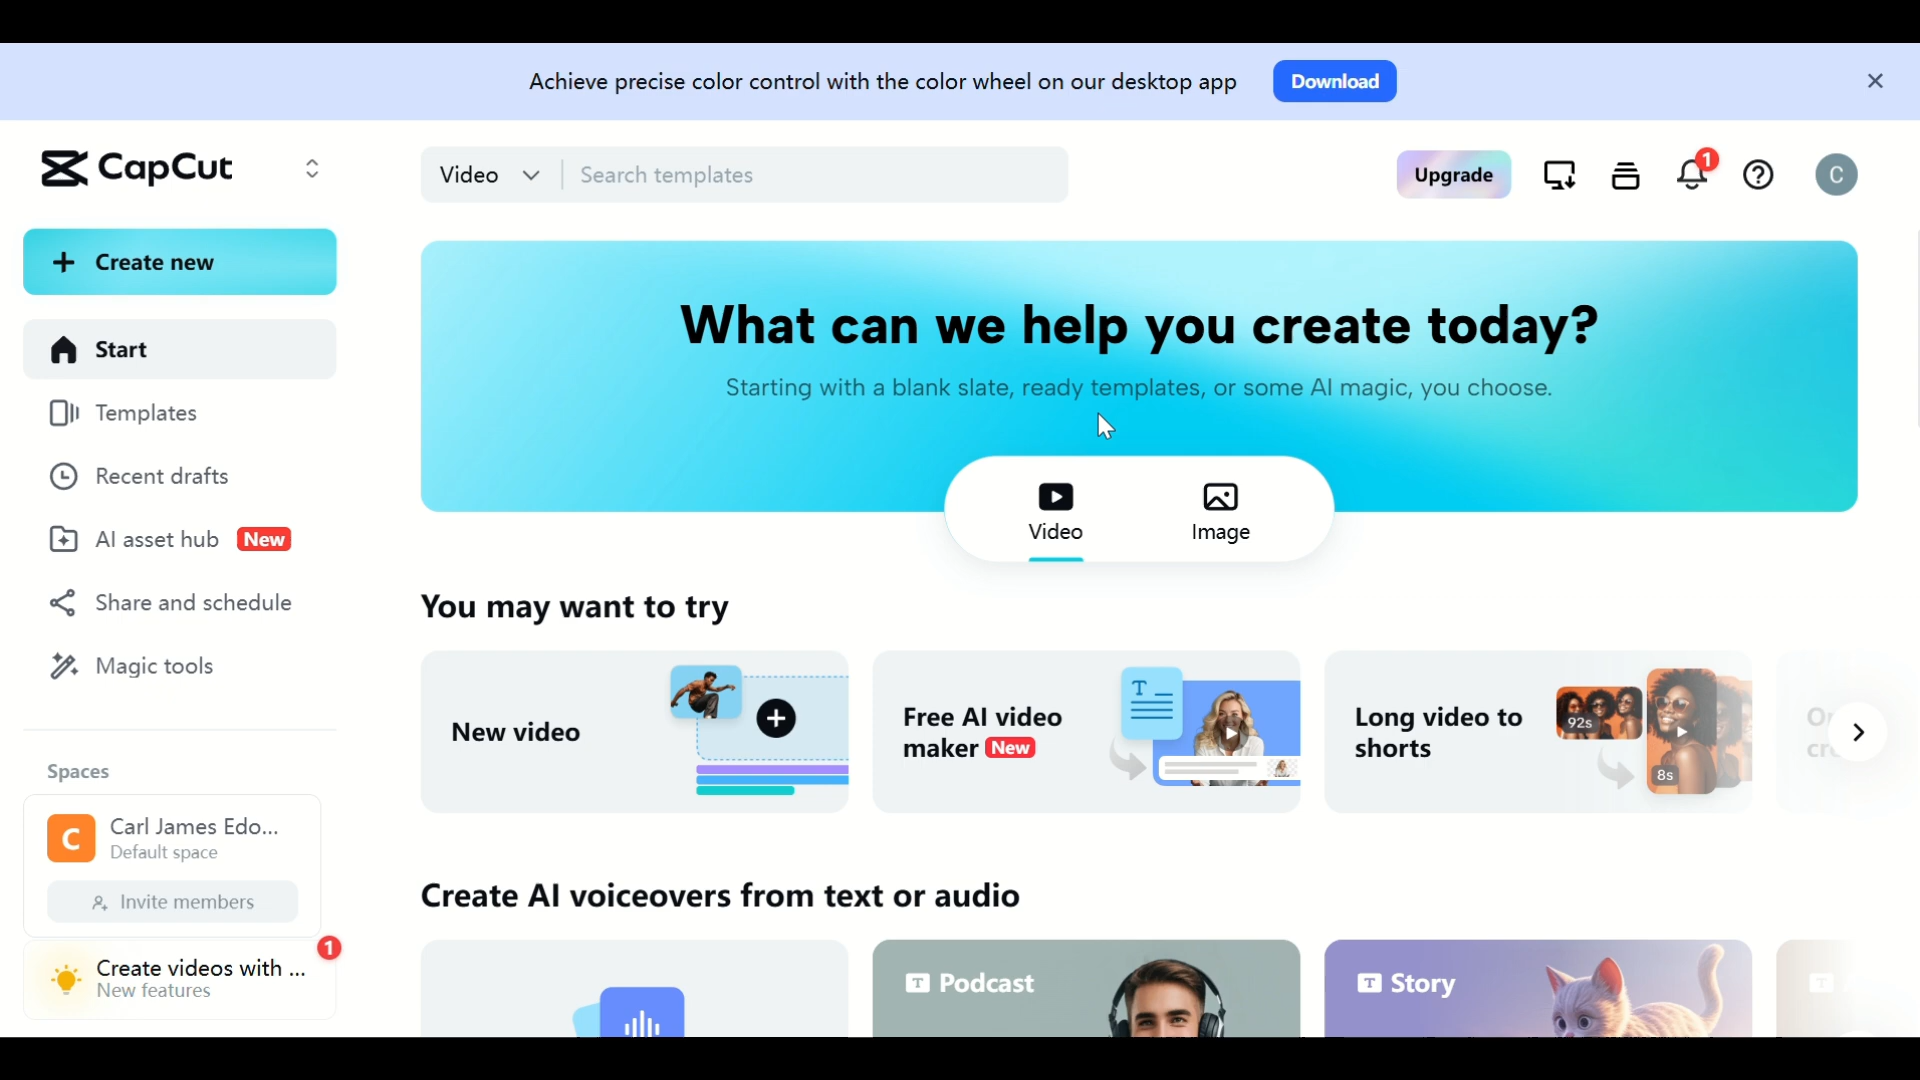 Achieve precise color control with the color wheel on our desktop app
Download
CapCut
Video
Search templates
Upgrade
1
C
Create new
Start
Templates
Recent drafts
AI asset hub
New
Share and schedule
Magic tools
Spaces
C
Carl James Edo...
Default space
Invite members
1
Create videos with ...
New features
What can we help you create today?
Starting with a blank slate, ready templates, or some AI magic, you choose.
Video
Image
You may want to try
New video
Free AI video
maker New
T
Long video to
shorts
92s
8s
Create AI voiceovers from text or audio
T Podcast
T Story
T